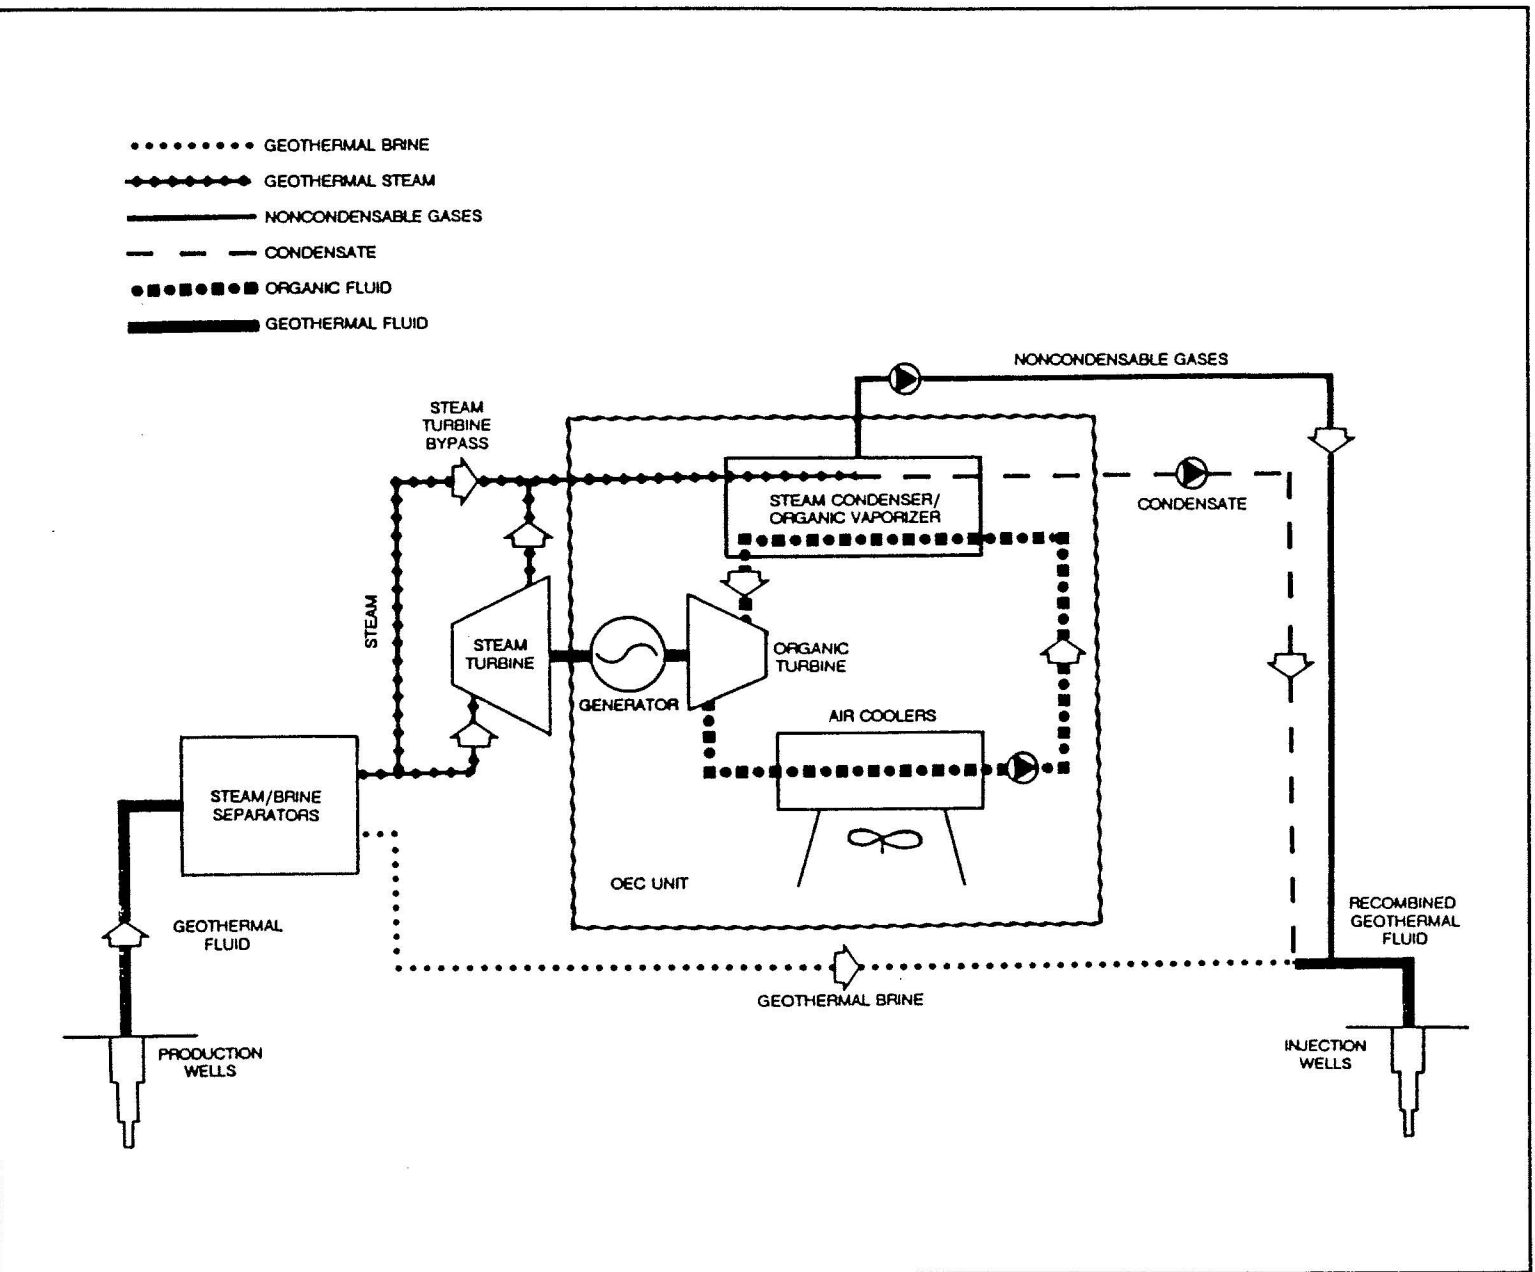 GEOTHERMAL BRINE
GEOTHERMAL STEAM
NONCONDENSABLE GASES
CONDENSATE
ORGANIC FLUID
GEOTHERMAL FLUID
NONCONDENSABLE GASES
STEAM
TURBINE
BYPASS
STEAM CONDENSER/
ORGANIC VAPORIZER
CONDENSATE
STEAM
STEAM
TURBINE
ORGANIC
TURBINE
GENERATOR
AIR COOLERS
STEAM/BRINE
SEPARATORS
OEC UNIT
GEOTHERMAL
FLUID
RECOMBINED
GEOTHERMAL
FLUID
GEOTHERMAL BRINE
PRODUCTION
WELLS
INJECTION
WELLS